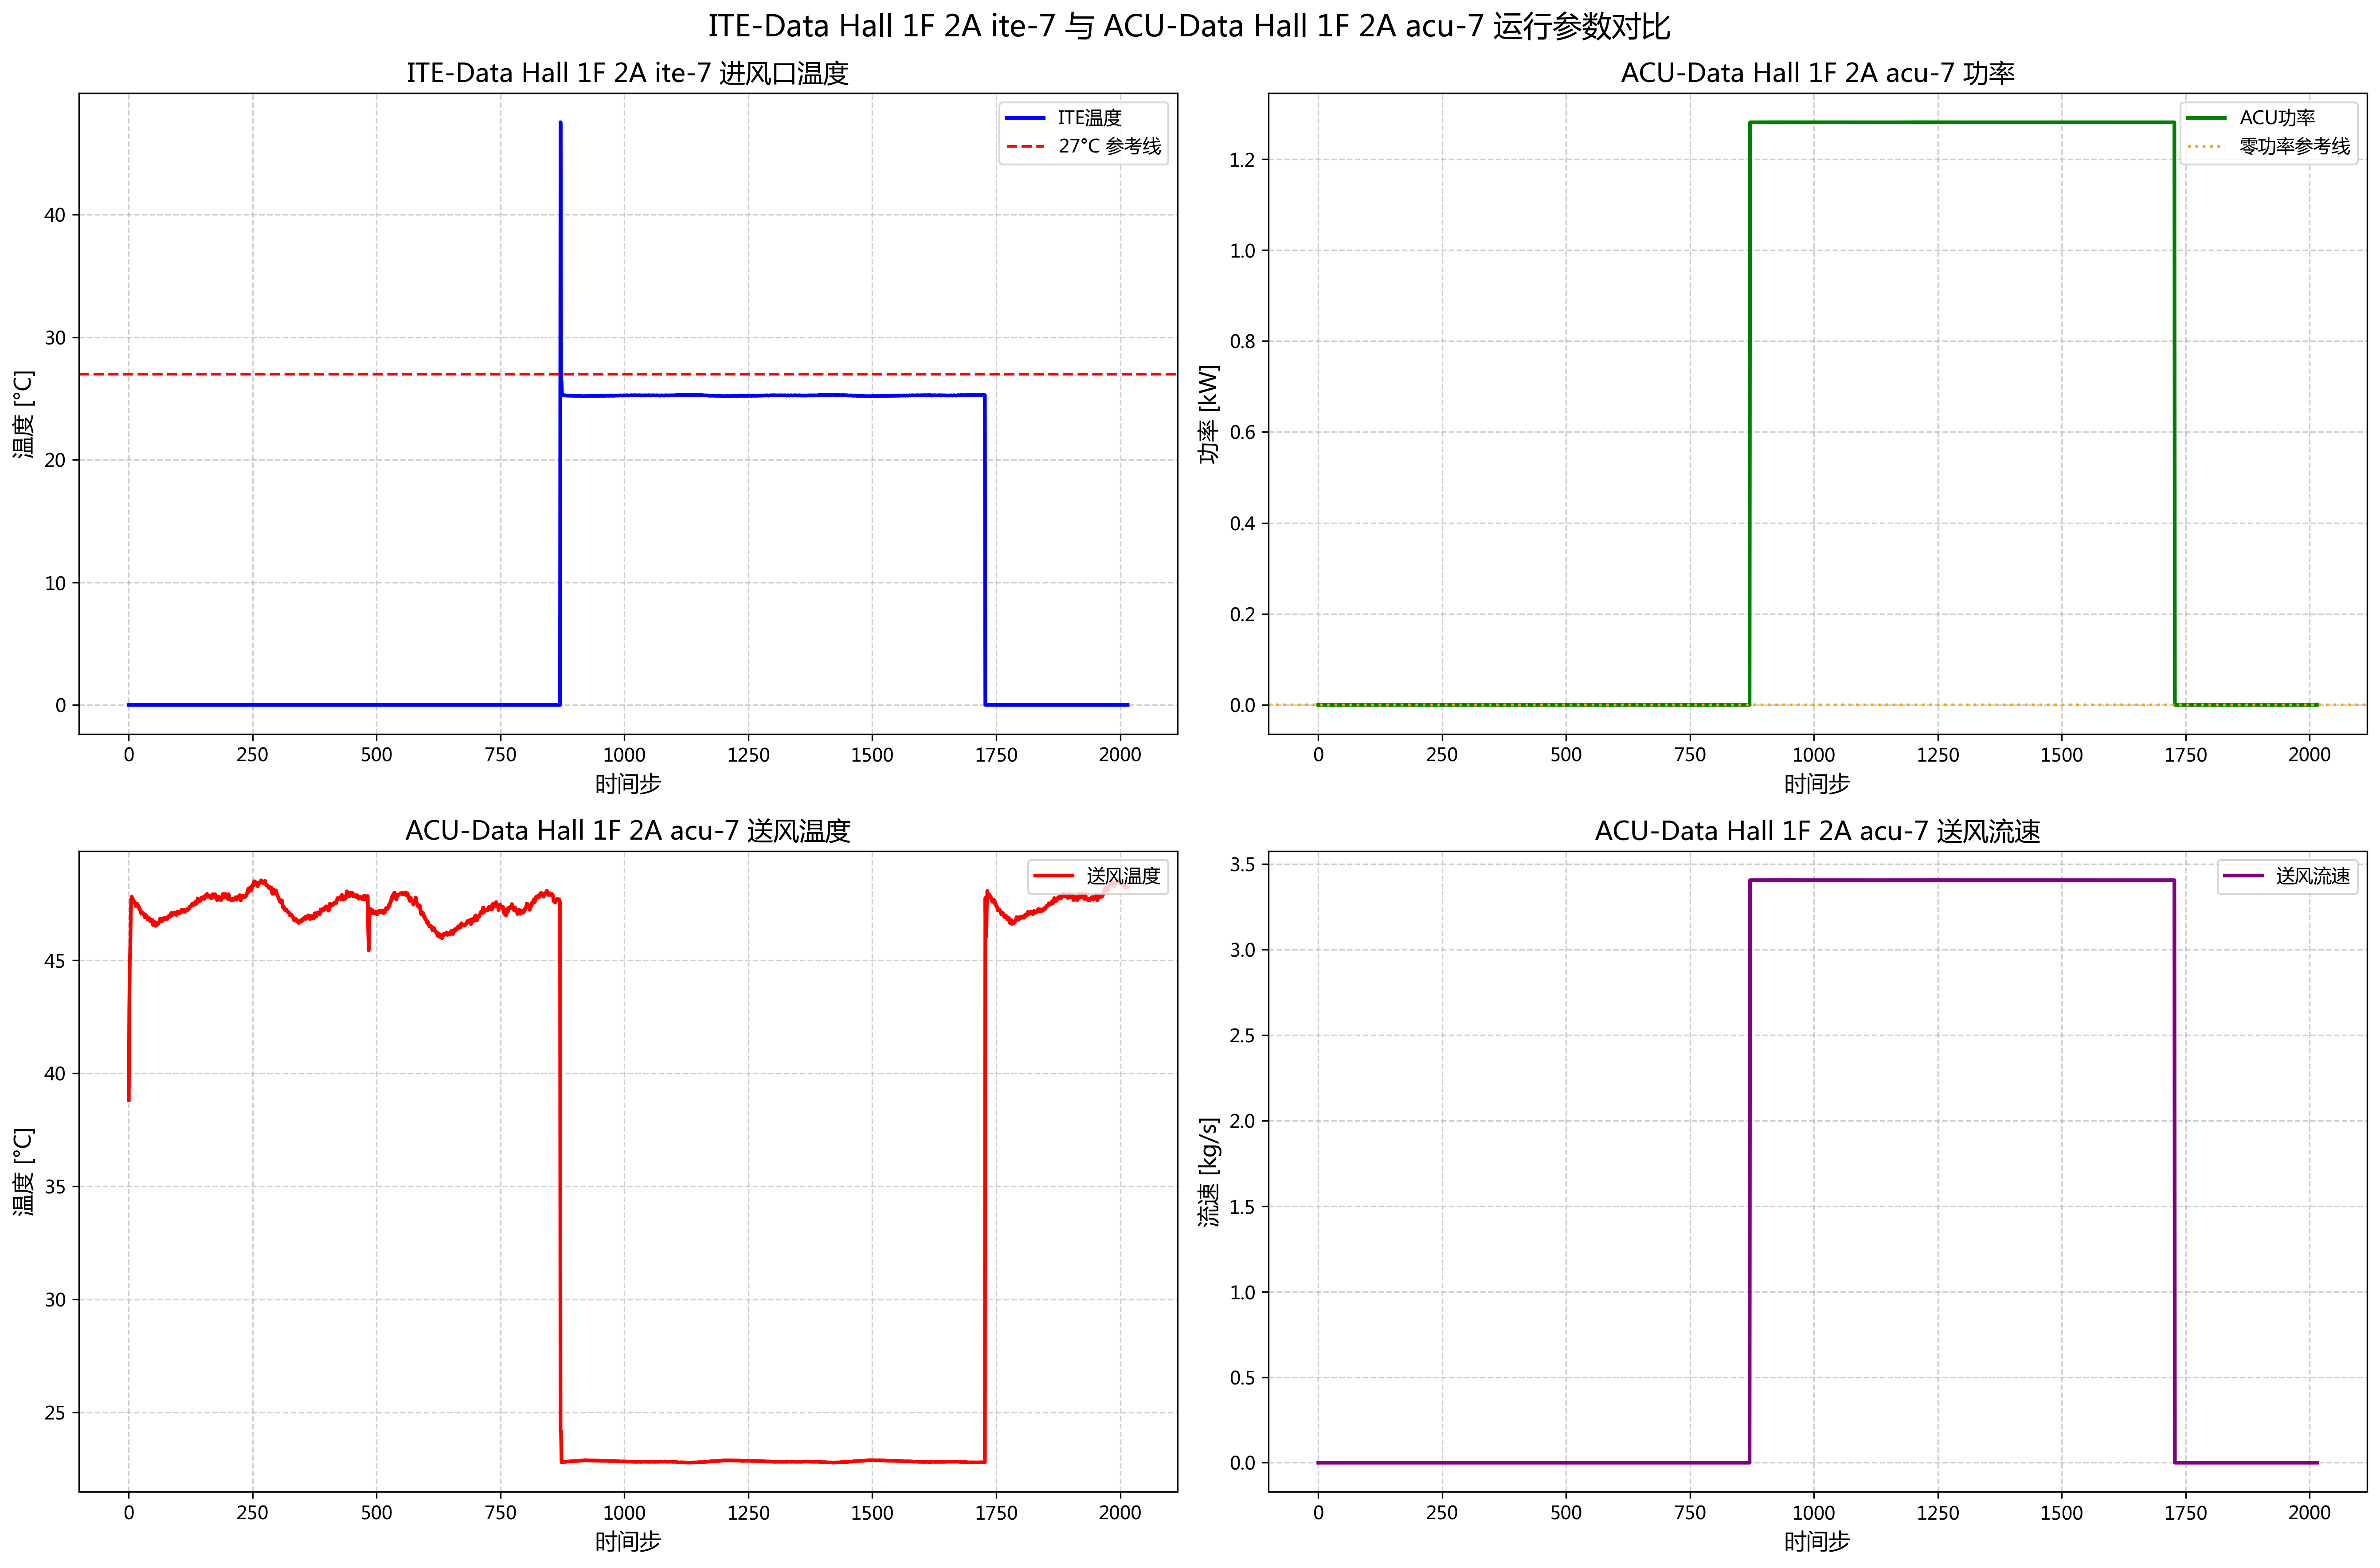 ITE-Data Hall 1F 2A ite-7 与 ACU-Data Hall 1F 2A acu-7 运行参数对比
ITE-Data Hall 1F 2A ite-7 进风口温度
温度 [°C]
40
30
20
10
0
ITE温度
27°C 参考线
0 250 500 750 1000 1250 1500 1750 2000
时间步
ACU-Data Hall 1F 2A acu-7 功率
功率 [kW]
1.2
1.0
0.8
0.6
0.4
0.2
0.0
ACU功率
零功率参考线
0 250 500 750 1000 1250 1500 1750 2000
时间步
ACU-Data Hall 1F 2A acu-7 送风温度
温度 [°C]
45
40
35
30
25
送风温度
0 250 500 750 1000 1250 1500 1750 2000
时间步
ACU-Data Hall 1F 2A acu-7 送风流速
流速 [kg/s]
3.5
3.0
2.5
2.0
1.5
1.0
0.5
0.0
送风流速
0 250 500 750 1000 1250 1500 1750 2000
时间步